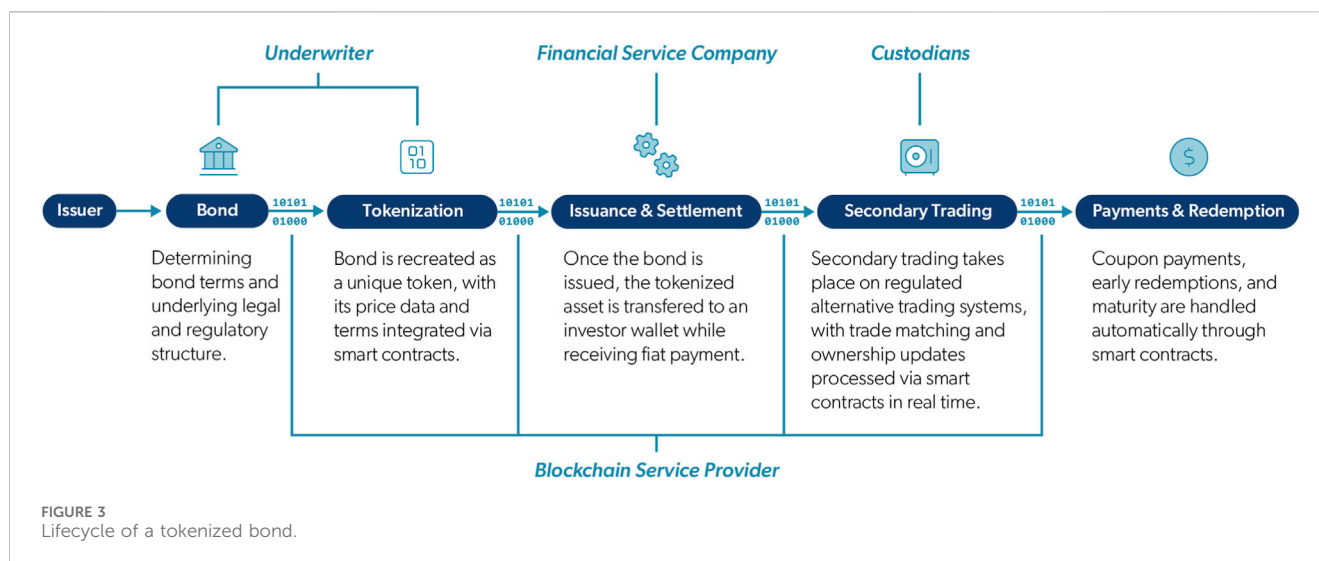 Underwriter
Financial Service Company
Custodians
01
10
$
Issuer
Bond
10101
01000
Tokenization
10101
01000
Issuance & Settlement
10101
01000
Secondary Trading
10101
01000
Payments & Redemption
Determining
bond terms and
underlying legal
and regulatory
structure.
Bond is recreated as
a unique token, with
its price data and
terms integrated via
smart contracts.
Once the bond is
issued, the tokenized
asset is transfered to an
investor wallet while
receiving fiat payment.
Secondary trading takes
place on regulated
alternative trading systems,
with trade matching and
ownership updates
processed via smart
contracts in real time.
Coupon payments,
early redemptions, and
maturity are handled
automatically through
smart contracts.
Blockchain Service Provider
FIGURE 3
Lifecycle of a tokenized bond.